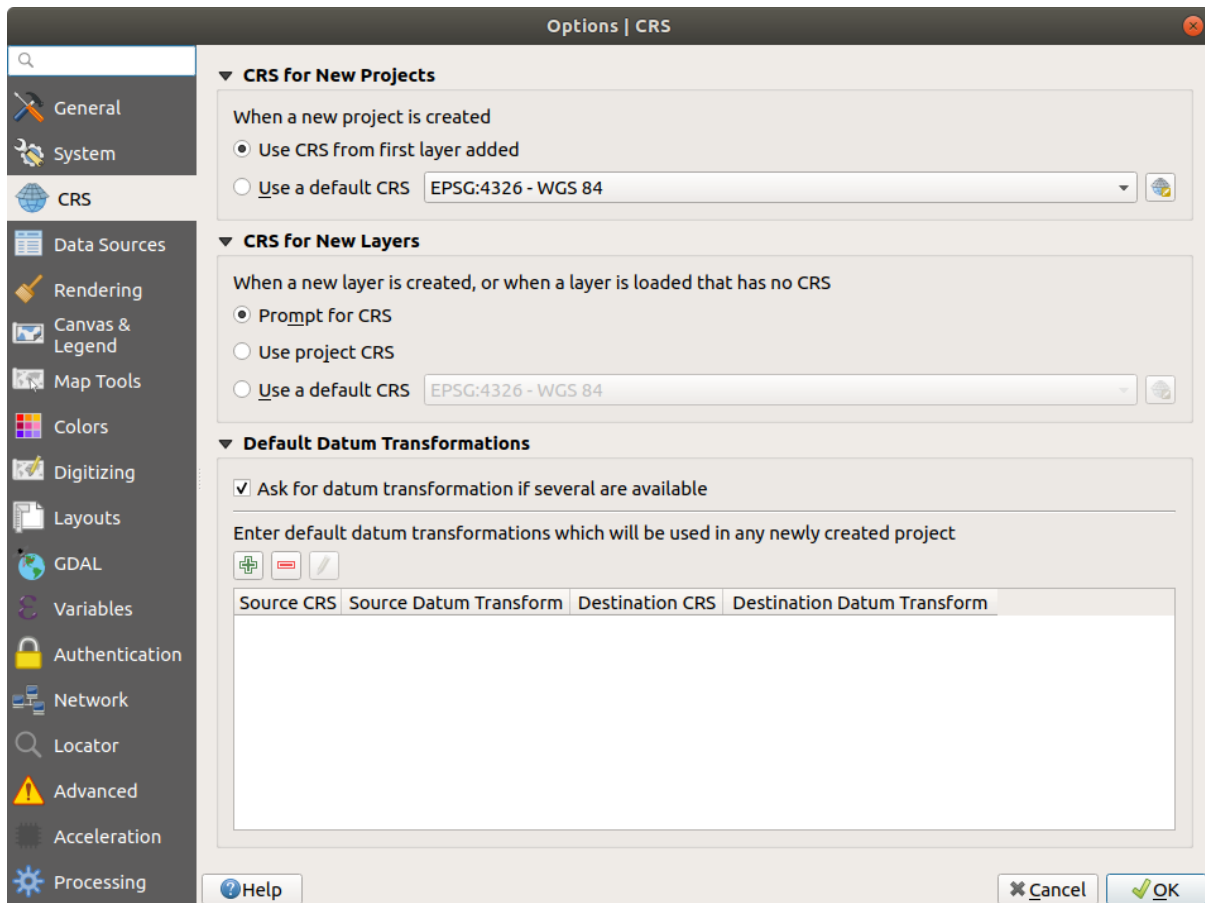 Options | CRS
General
System
CRS
Data Sources
Rendering
Canvas &
Legend
Map Tools
Colors
Digitizing
Layouts
GDAL
Variables
Authentication
Network
Locator
Advanced
Acceleration
Processing
CRS for New Projects
When a new project is created
Use CRS from first layer added
Use a default CRS EPSG:4326 - WGS 84
CRS for New Layers
When a new layer is created, or when a layer is loaded that has no CRS
Prompt for CRS
Use project CRS
Use a default CRS EPSG:4326 - WGS 84
Default Datum Transformations
Ask for datum transformation if several are available
Enter default datum transformations which will be used in any newly created project
Source CRS Source Datum Transform Destination CRS Destination Datum Transform
Help Cancel OK